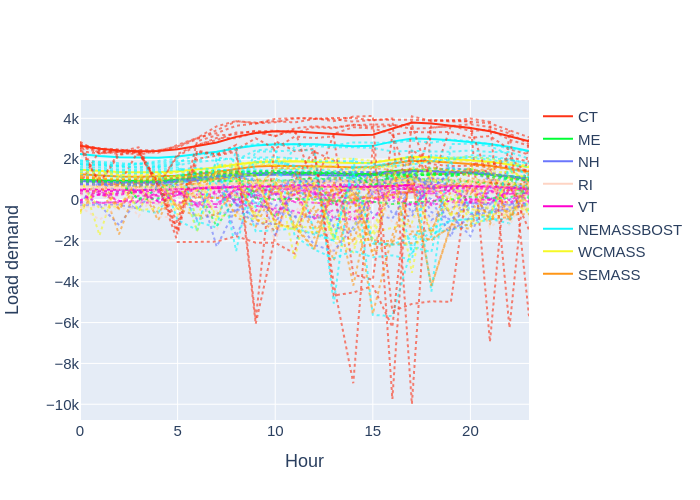 4k
2k
0
−2k
−4k
−6k
−8k
−10k
0
5
10
15
20
Hour
Load demand
CT
ME
NH
RI
VT
NEMASSBOST
WCMASS
SEMASS